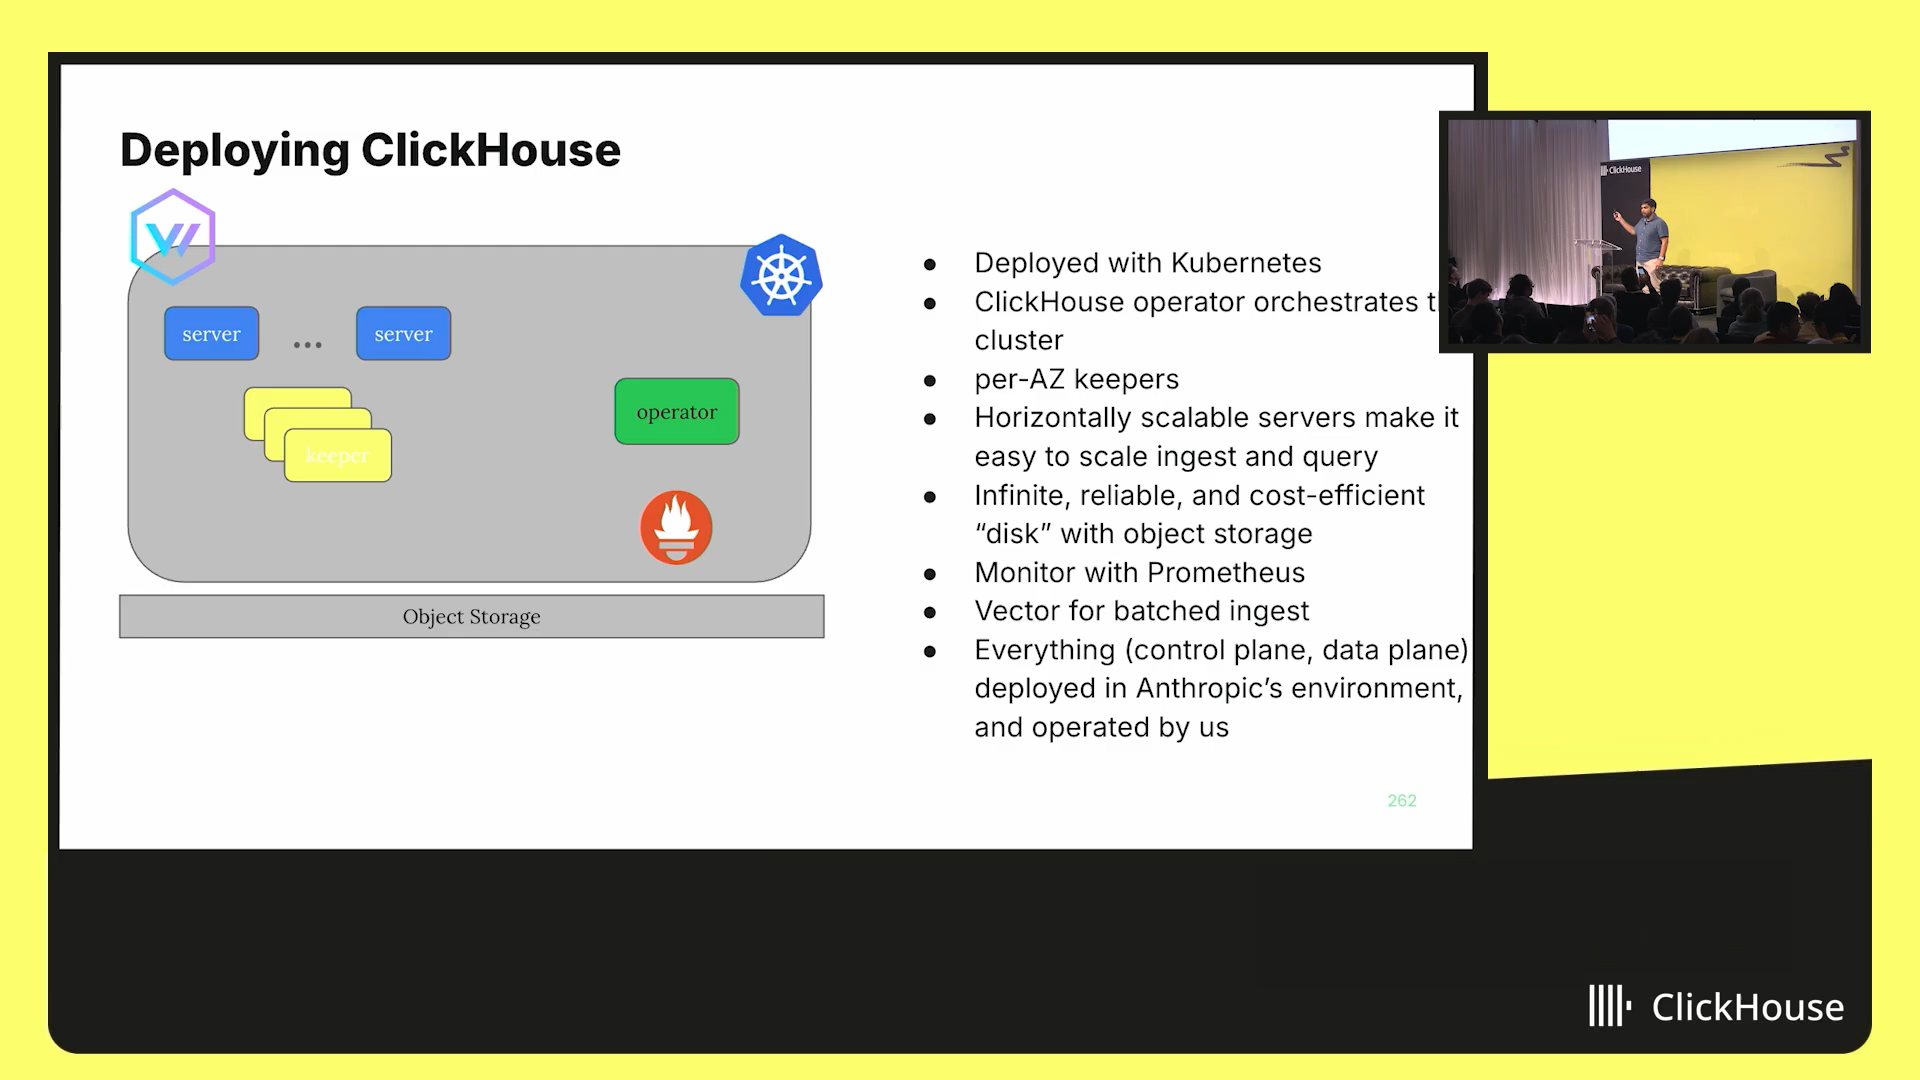 Deploying ClickHouse
server
...
server
keeper
operator
Object Storage
● Deployed with Kubernetes
● ClickHouse operator orchestrates
cluster
● per-AZ keepers
● Horizontally scalable servers make it
easy to scale ingest and query
● Infinite, reliable, and cost-efficient
“disk” with object storage
● Monitor with Prometheus
● Vector for batched ingest
● Everything (control plane, data plane)
deployed in Anthropic’s environment,
and operated by us
262
ClickHouse
ClickHouse